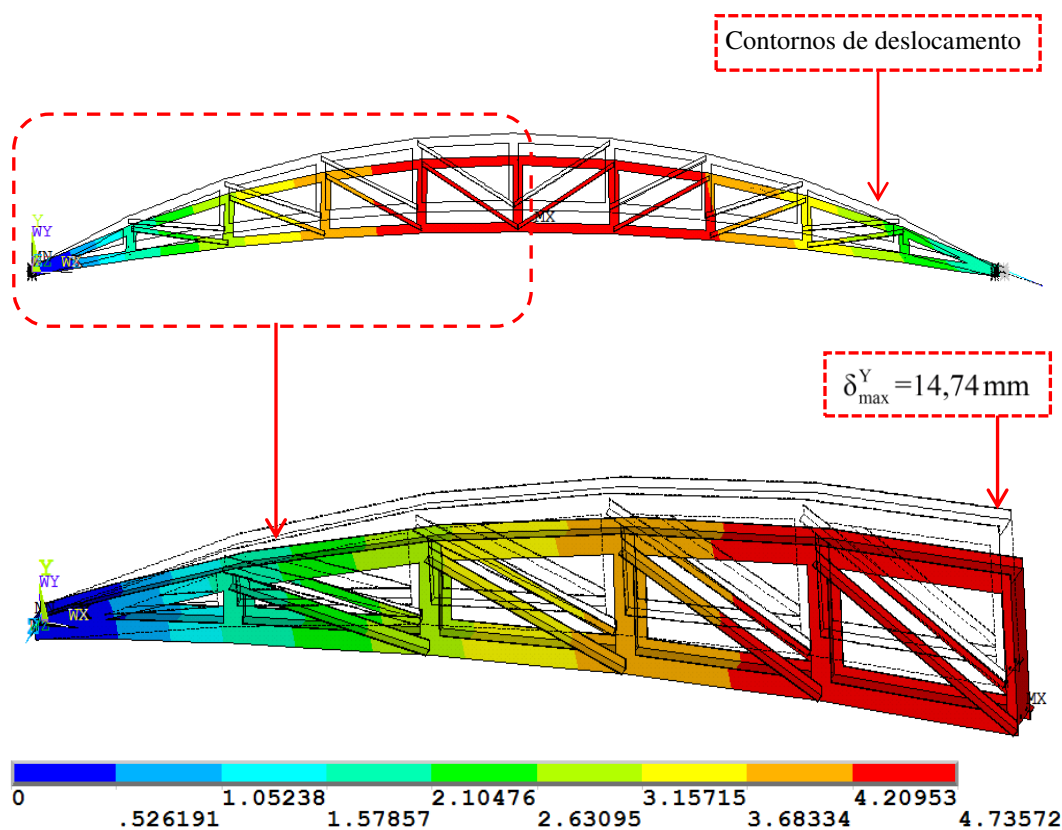 Contornos de deslocamento
Y
WY
WX
MX
δ^Y_max =14,74 mm
Y
WY
WX
MX
0 1.05238 2.10476 3.15715 4.20953
.526191 1.57857 2.63095 3.68334 4.73572